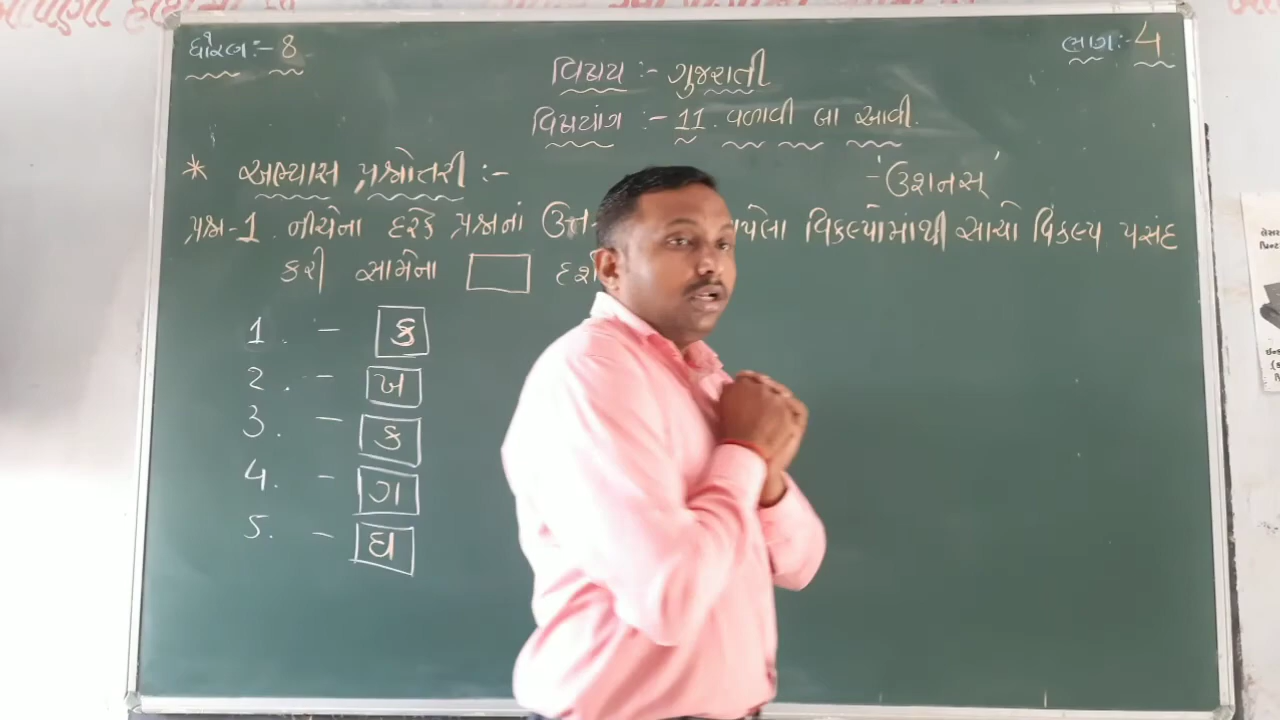 ધોરણ:- 8
ભાગ:- 4
વિષય :- ગુજરાતી
વિષયાંગ :- 11. વળાવી બા આવી.
* અભ્યાસ પ્રશ્નોતરી :-
- 'ઉશનસ્'
પ્રશ્ન-1. નીચેના દરેક પ્રશ્નનાં વિકલ્પોમાંથી સાચો વિકલ્પ પસંદ
કરી સામેના
1. - ક
2. - ખ
3. - ક
4. - ગ
5. - ઘ